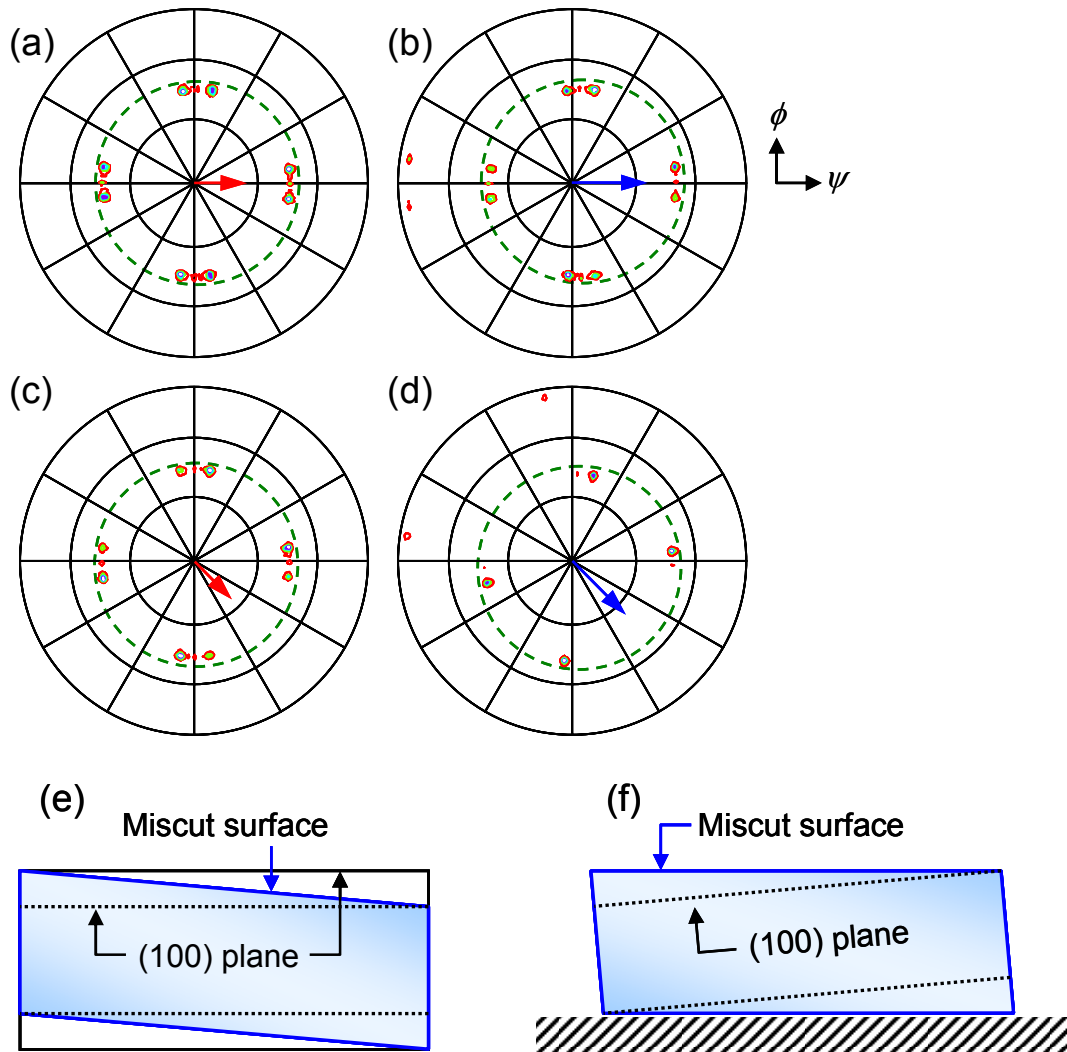 (a)
(b)
ϕ
ψ
(c)
(d)
(e)
(f)
Miscut surface
Miscut surface
(100) plane
(100) plane